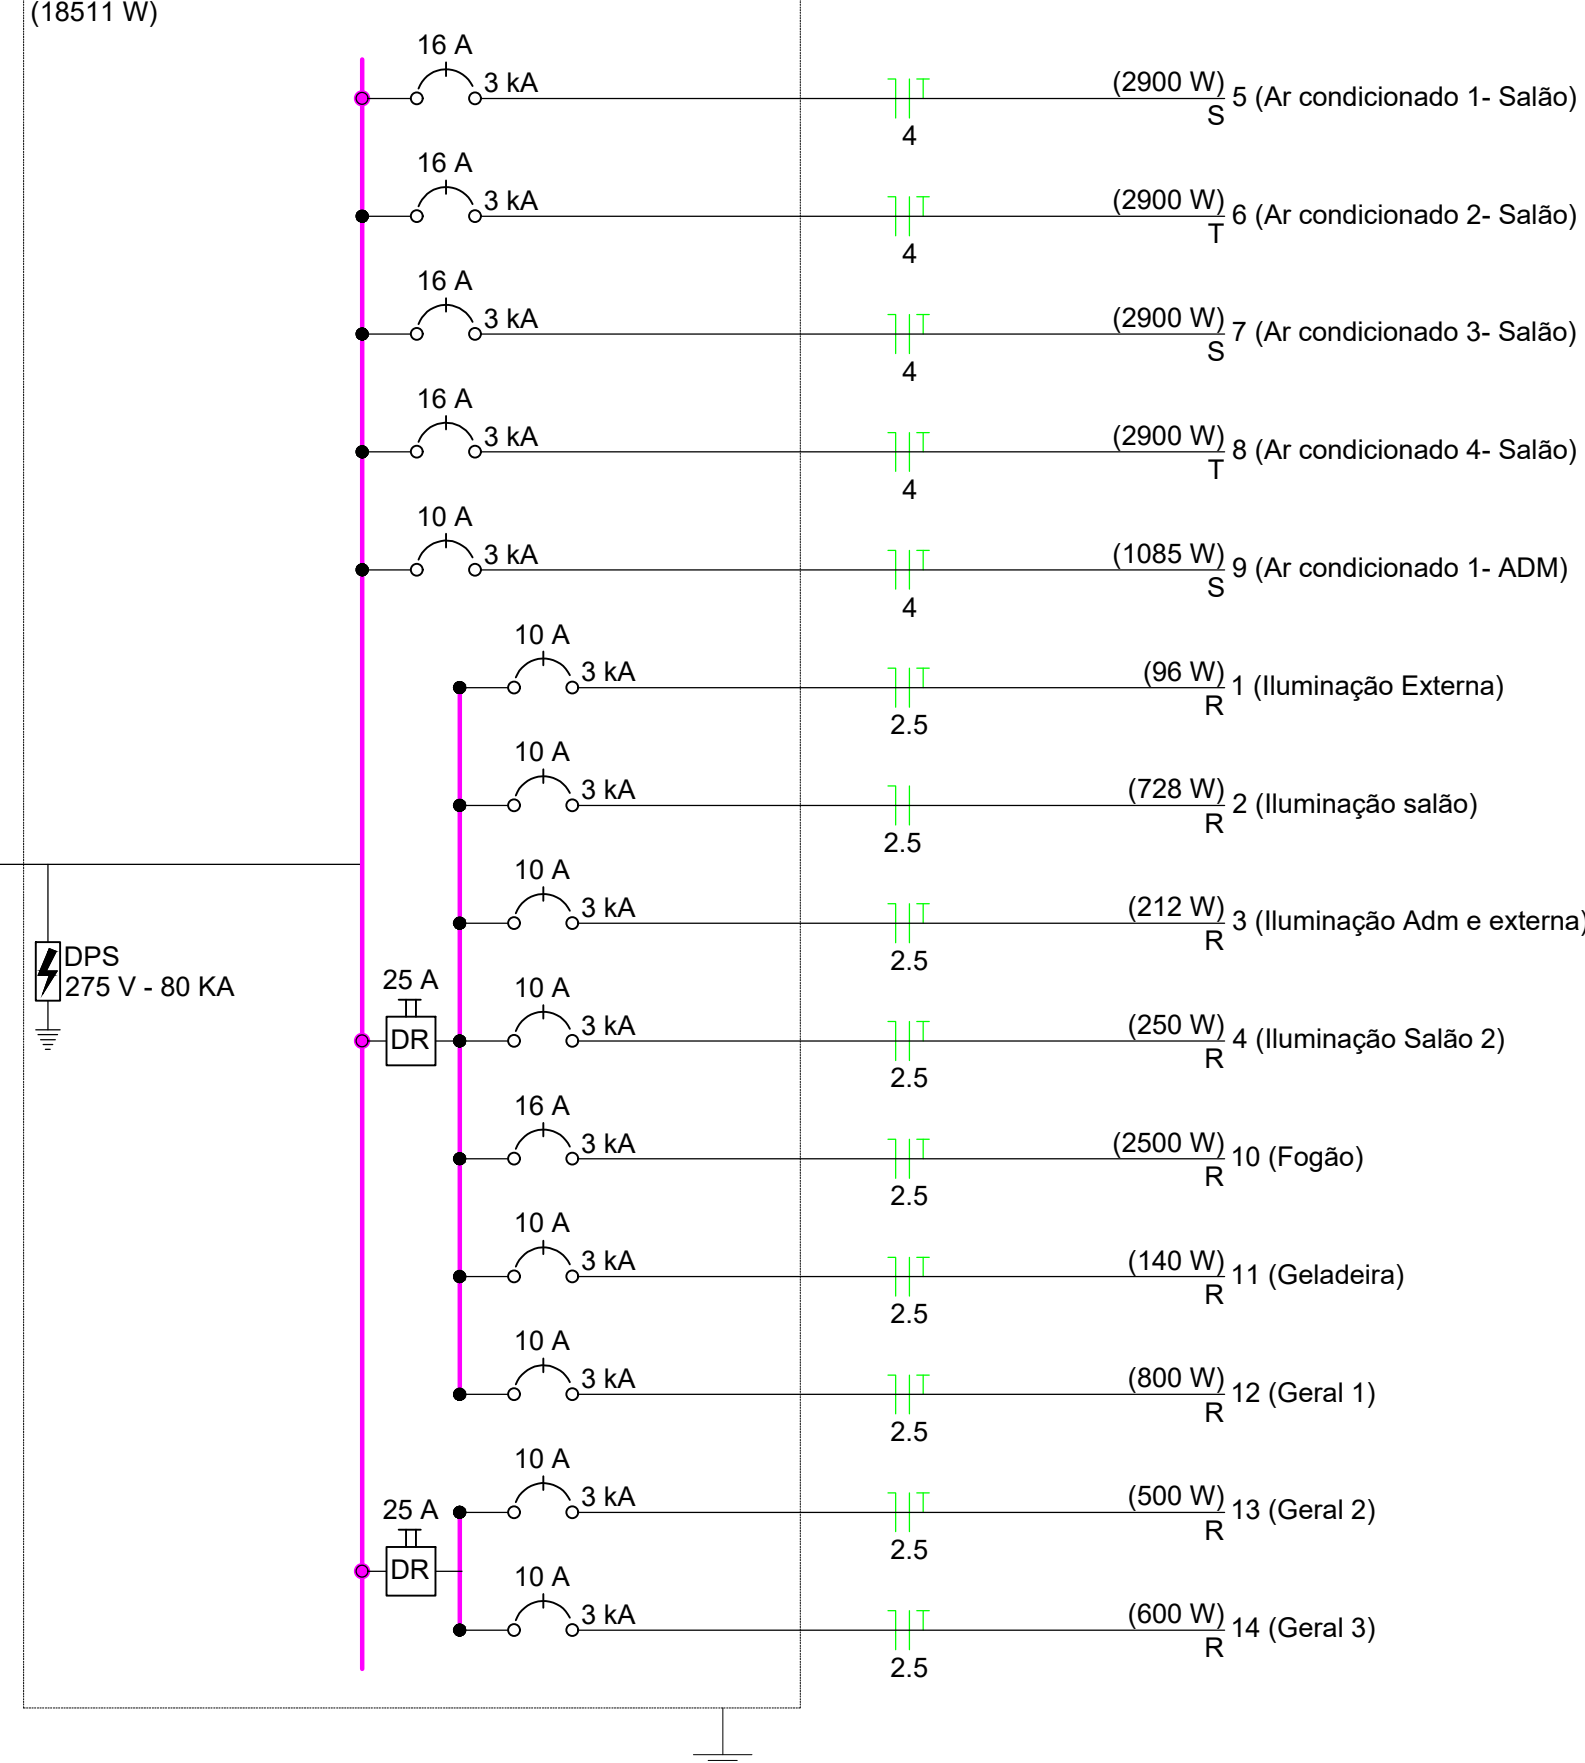 (18511 W)
16 A
3 kA
4
(2900 W)
S
5 (Ar condicionado 1- Salão)
16 A
3 kA
4
(2900 W)
T
6 (Ar condicionado 2- Salão)
16 A
3 kA
4
(2900 W)
S
7 (Ar condicionado 3- Salão)
16 A
3 kA
4
(2900 W)
T
8 (Ar condicionado 4- Salão)
10 A
3 kA
4
(1085 W)
S
9 (Ar condicionado 1- ADM)
10 A
3 kA
2.5
(96 W)
R
1 (Iluminação Externa)
10 A
3 kA
2.5
(728 W)
R
2 (Iluminação salão)
10 A
3 kA
2.5
(212 W)
R
3 (Iluminação Adm e externa)
DPS
275 V - 80 KA
25 A
DR
10 A
3 kA
2.5
(250 W)
R
4 (Iluminação Salão 2)
16 A
3 kA
2.5
(2500 W)
R
10 (Fogão)
10 A
3 kA
2.5
(140 W)
R
11 (Geladeira)
10 A
3 kA
2.5
(800 W)
R
12 (Geral 1)
10 A
3 kA
2.5
(500 W)
R
13 (Geral 2)
25 A
DR
10 A
3 kA
2.5
(600 W)
R
14 (Geral 3)